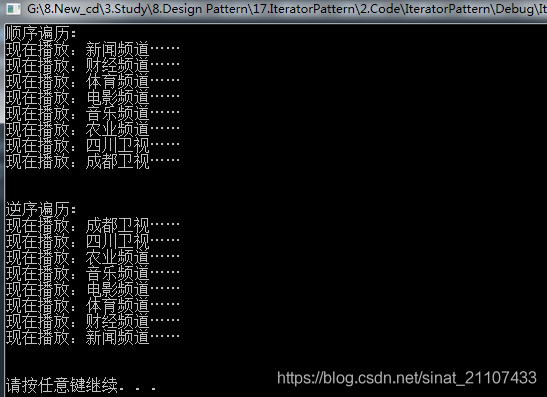 G:\8.New_cd\3.Study\8.Design Pattern\17.IteratorPattern\2.Code\IteratorPattern\Debug\It
顺序遍历：
现在播放：新闻频道……
现在播放：财经频道……
现在播放：体育频道……
现在播放：电影频道……
现在播放：音乐频道……
现在播放：农业频道……
现在播放：四川卫视……
现在播放：成都卫视……
逆序遍历：
现在播放：成都卫视……
现在播放：四川卫视……
现在播放：农业频道……
现在播放：音乐频道……
现在播放：电影频道……
现在播放：体育频道……
现在播放：财经频道……
现在播放：新闻频道……
请按任意键继续. . .
https://blog.csdn.net/sinat_21107433